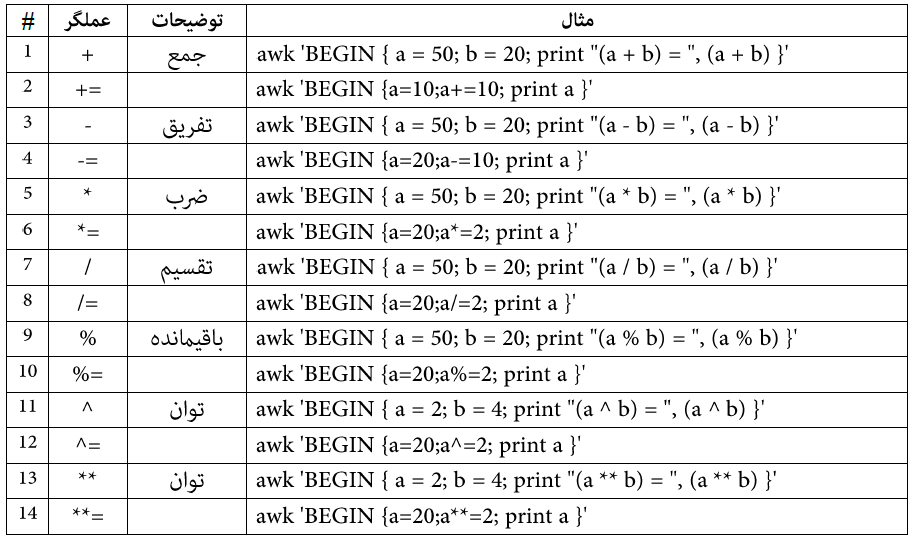 # عملگر توضیحات مثال
1 + جمع awk 'BEGIN { a = 50; b = 20; print "(a + b) = ", (a + b) }'
2 += awk 'BEGIN {a=10;a+=10; print a }'
3 - تفریق awk 'BEGIN { a = 50; b = 20; print "(a - b) = ", (a - b) }'
4 -= awk 'BEGIN {a=20;a-=10; print a }'
5 * ضرب awk 'BEGIN { a = 50; b = 20; print "(a * b) = ", (a * b) }'
6 *= awk 'BEGIN {a=20;a*=2; print a }'
7 / تقسیم awk 'BEGIN { a = 50; b = 20; print "(a / b) = ", (a / b) }'
8 /= awk 'BEGIN {a=20;a/=2; print a }'
9 % باقیمانده awk 'BEGIN { a = 50; b = 20; print "(a % b) = ", (a % b) }'
10 %= awk 'BEGIN {a=20;a%=2; print a }'
11 ^ توان awk 'BEGIN { a = 2; b = 4; print "(a ^ b) = ", (a ^ b) }'
12 ^= awk 'BEGIN {a=20;a^=2; print a }'
13 ** توان awk 'BEGIN { a = 2; b = 4; print "(a ** b) = ", (a ** b) }'
14 **= awk 'BEGIN {a=20;a**=2; print a }'